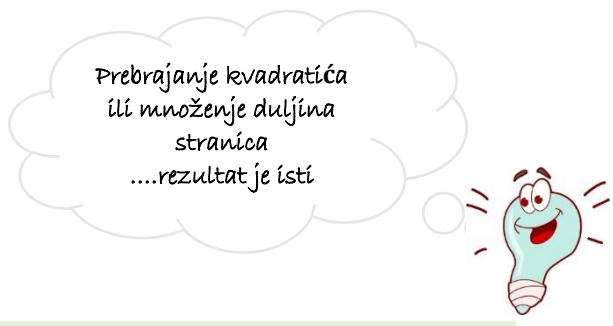 Prebrajanje kvadratića
ili množenje duljina
stranica
....rezultat je isti